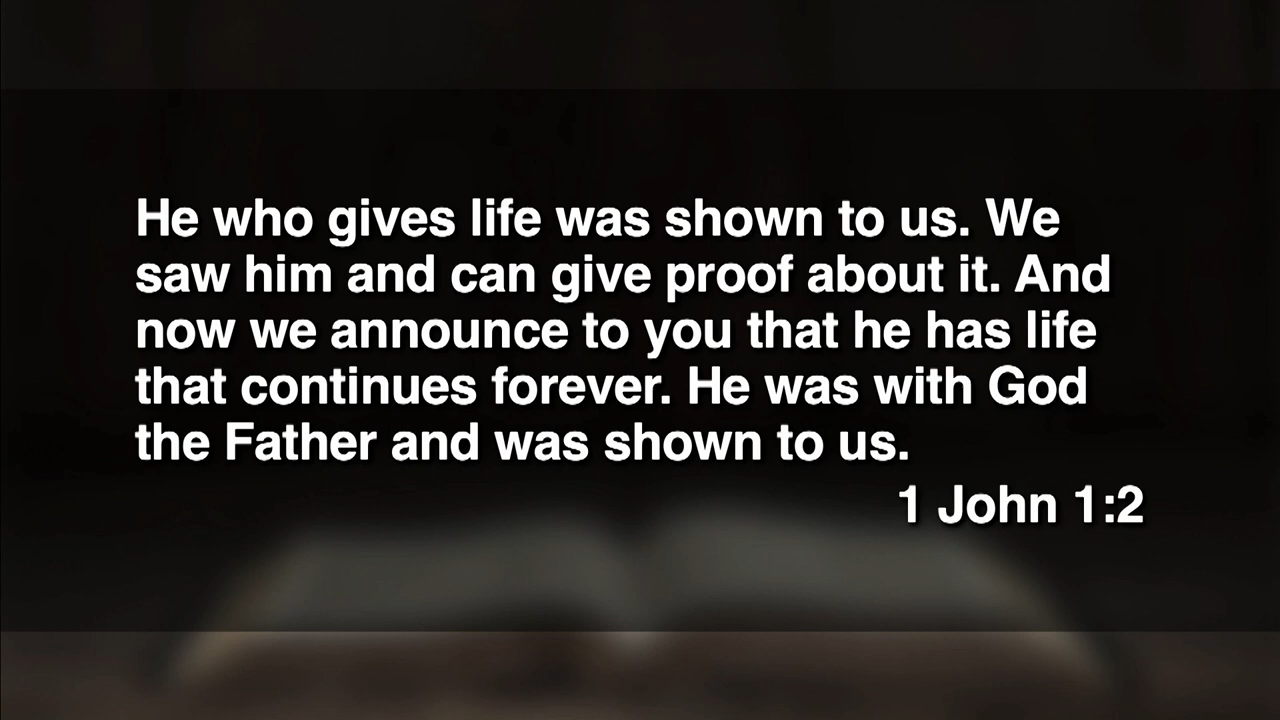 He who gives life was shown to us. We
saw him and can give proof about it. And
now we announce to you that he has life
that continues forever. He was with God
the Father and was shown to us.
1 John 1:2